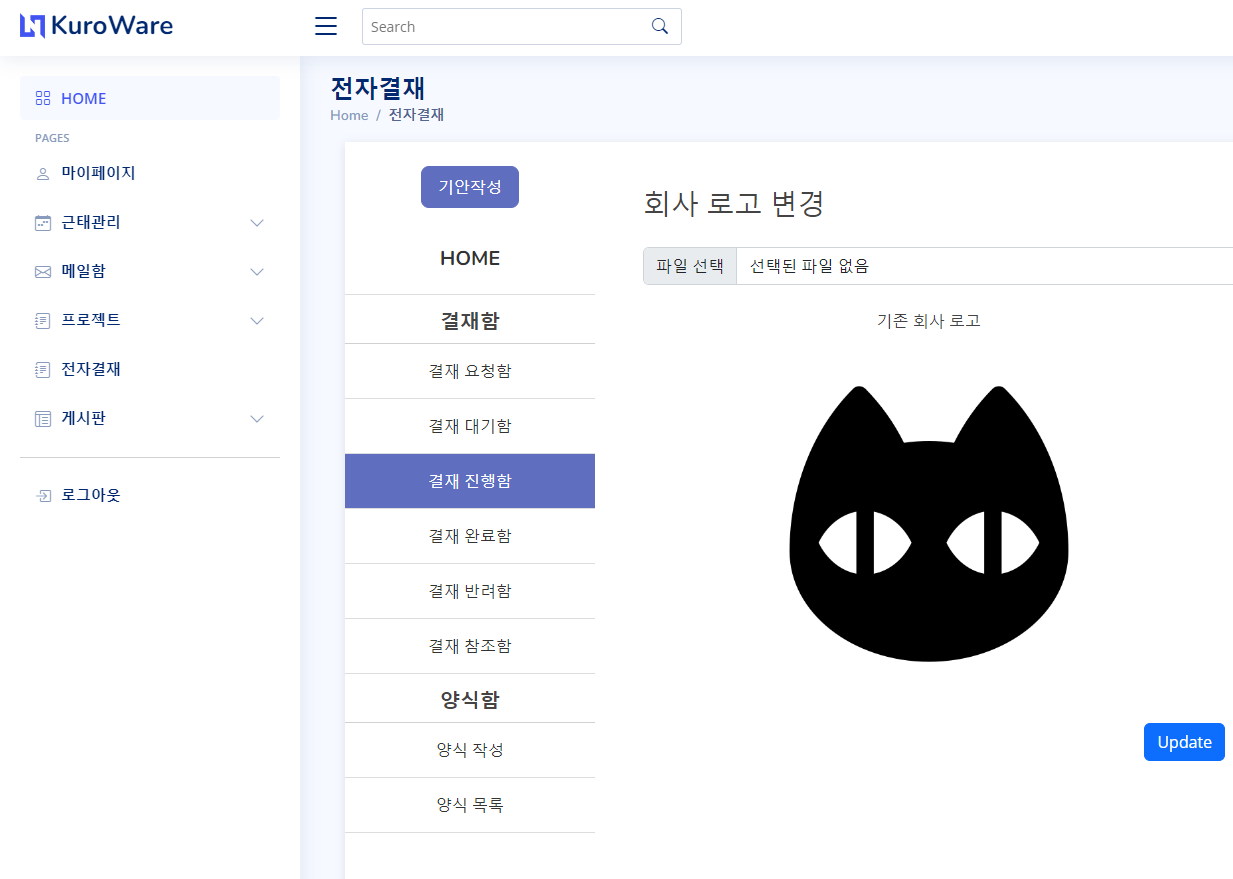 KuroWare
Search
HOME
PAGES
마이페이지
근태관리
메일함
프로젝트
전자결재
게시판
로그아웃
전자결재
Home / 전자결재
기안작성
HOME
결재함
결재 요청함
결재 대기함
결재 진행함
결재 완료함
결재 반려함
결재 참조함
양식함
양식 작성
양식 목록
회사 로고 변경
파일 선택 선택된 파일 없음
기존 회사 로고
Update